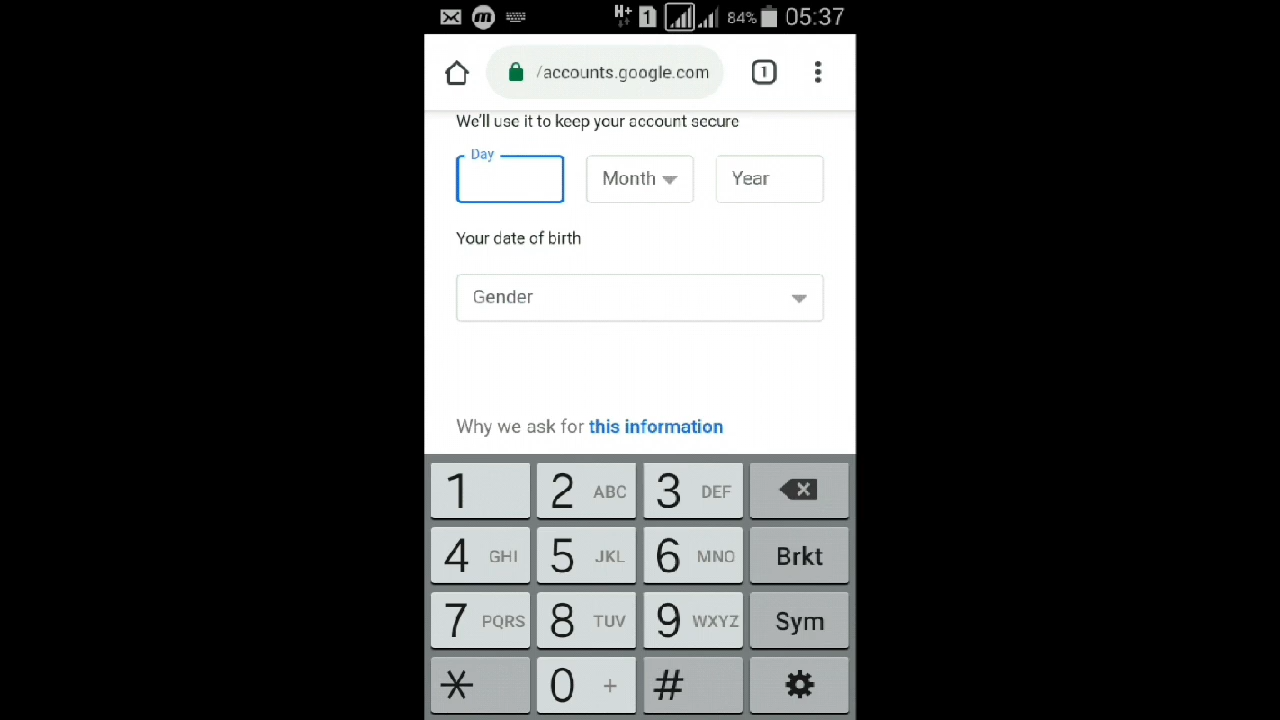 H+ 1 84% 05:37
/accounts.google.com 1
We'll use it to keep your account secure
Day
Month Year
Your date of birth
Gender
Why we ask for this information
1 2 ABC 3 DEF
4 GHI 5 JKL 6 MNO Brkt
7 PQRS 8 TUV 9 WXYZ Sym
* 0 + #